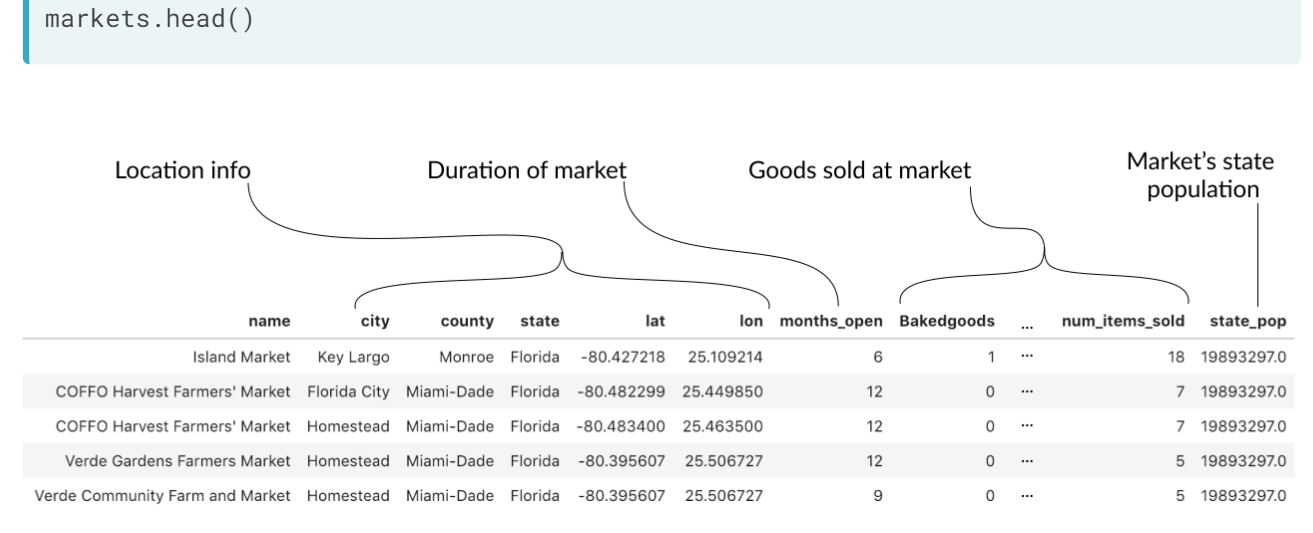 markets.head()
Location info
Duration of market
Goods sold at market
Market's state
population
name city county state lat lon months_open Bakedgoods ... num_items_sold state_pop
Island Market Key Largo Monroe Florida -80.427218 25.109214 6 1 ... 18 19893297.0
COFFO Harvest Farmers' Market Florida City Miami-Dade Florida -80.482299 25.449850 12 0 ... 7 19893297.0
COFFO Harvest Farmers' Market Homestead Miami-Dade Florida -80.483400 25.463500 12 0 ... 7 19893297.0
Verde Gardens Farmers Market Homestead Miami-Dade Florida -80.395607 25.506727 12 0 ... 5 19893297.0
Verde Community Farm and Market Homestead Miami-Dade Florida -80.395607 25.506727 9 0 ... 5 19893297.0